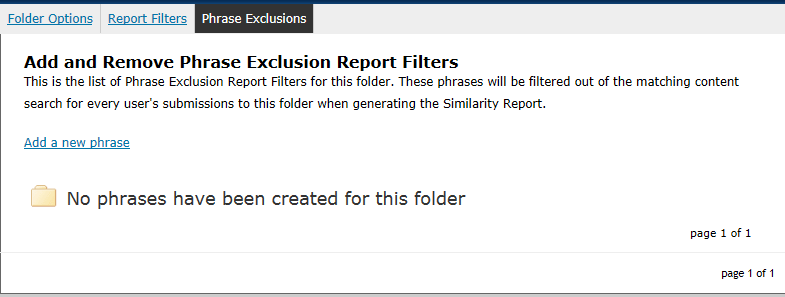 Folder Options Report Filters Phrase Exclusions
Add and Remove Phrase Exclusion Report Filters
This is the list of Phrase Exclusion Report Filters for this folder. These phrases will be filtered out of the matching content
search for every user's submissions to this folder when generating the Similarity Report.
Add a new phrase
No phrases have been created for this folder
page 1 of 1
page 1 of 1